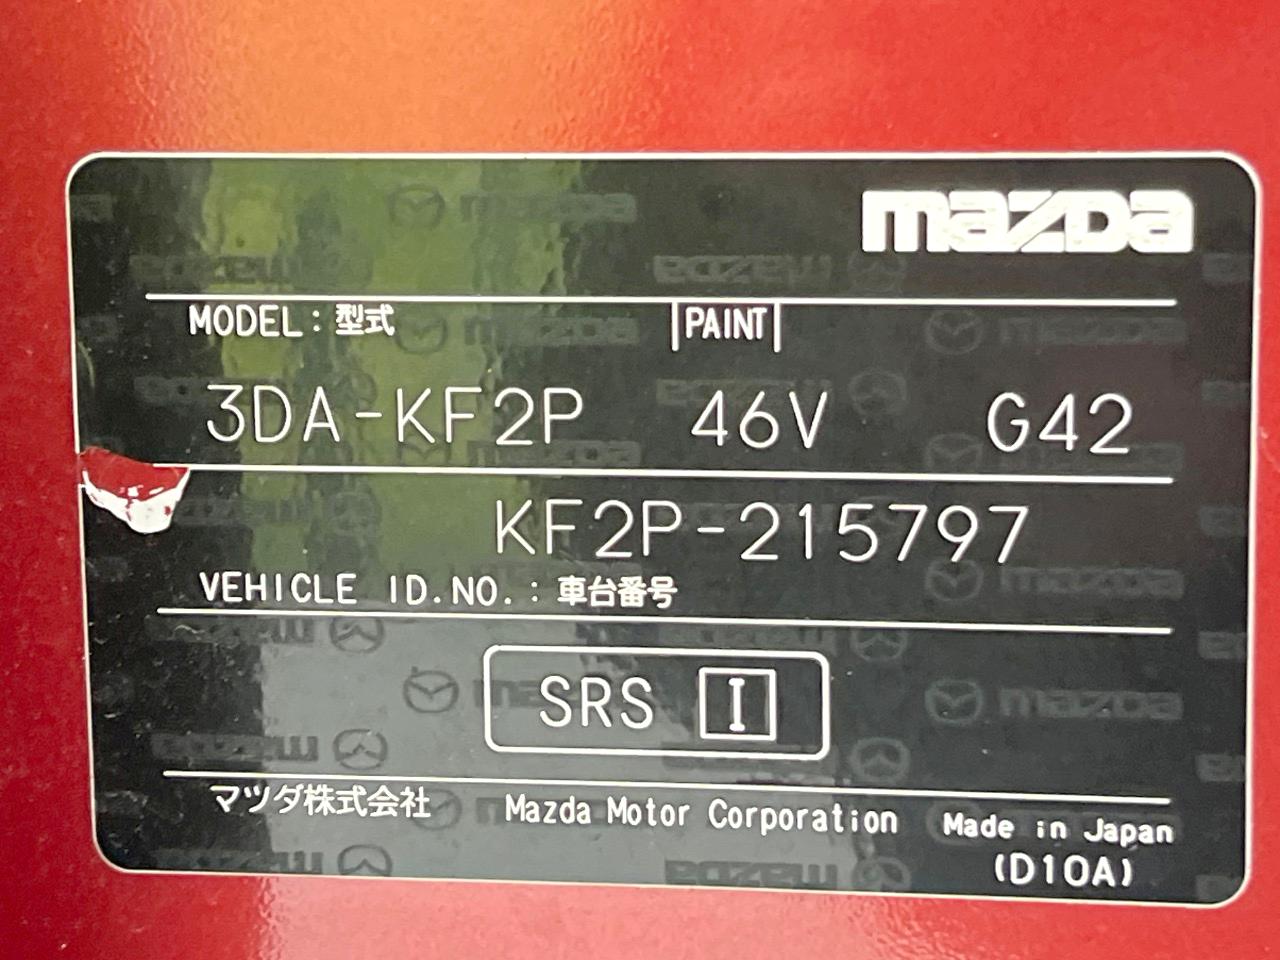 mazda
MODEL: 型式 PAINT
3DA-KF2P 46V G42
KF2P-215797
VEHICLE ID.NO.: 車台番号
SRS I
マツダ株式会社 Mazda Motor Corporation Made in Japan
(D10A)